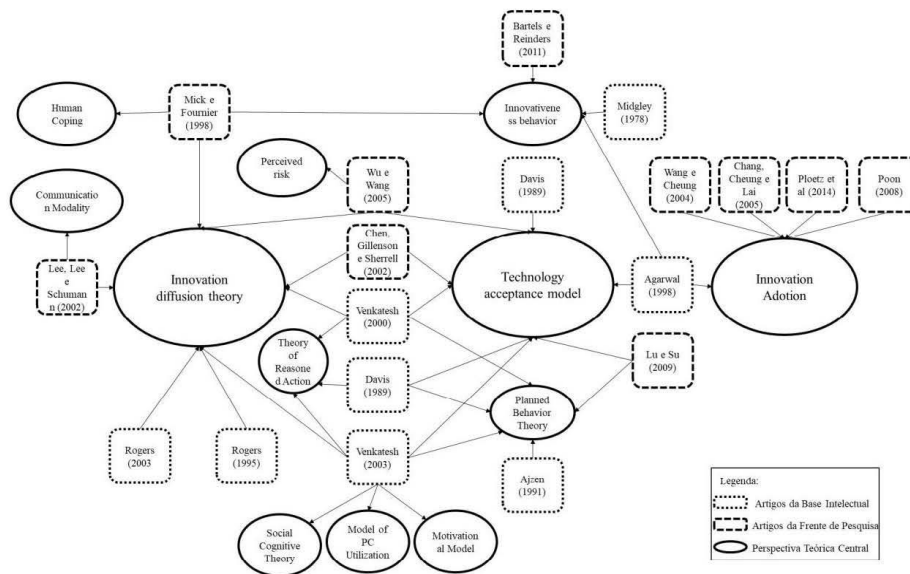 Bartels e
Reinders
(2011)
Human
Coping
Mick e
Fournier
(1998)
Innovativene
ss behavior
Midgley
(1978)
Perceived
risk
Wu e
Wang
(2005)
Davis
(1989)
Wang e
Cheung
(2004)
Chang,
Cheung e
Lai
(2005)
Ploetz et
al (2014)
Poon
(2008)
Communicatio
n Modality
Lee, Lee
e
Schuman
n (2002)
Innovation
diffusion theory
Chen,
Gillenson
e Sherrell
(2002)
Technology
acceptance model
Agarwal
(1998)
Innovation
Adotion
Venkatesh
(2000)
Theory
of
Reasone
d Action
Davis
(1989)
Lu e Su
(2009)
Planned
Behavior
Theory
Rogers
(2003
Rogers
(1995)
Venkatesh
(2003)
Ajzen
(1991)
Social
Cognitive
Theory
Model of
PC
Utilization
Motivation
al Model
Legenda:
Artigos da Base Intelectual
Artigos da Frente de Pesquisa
Perspectiva Teórica Central